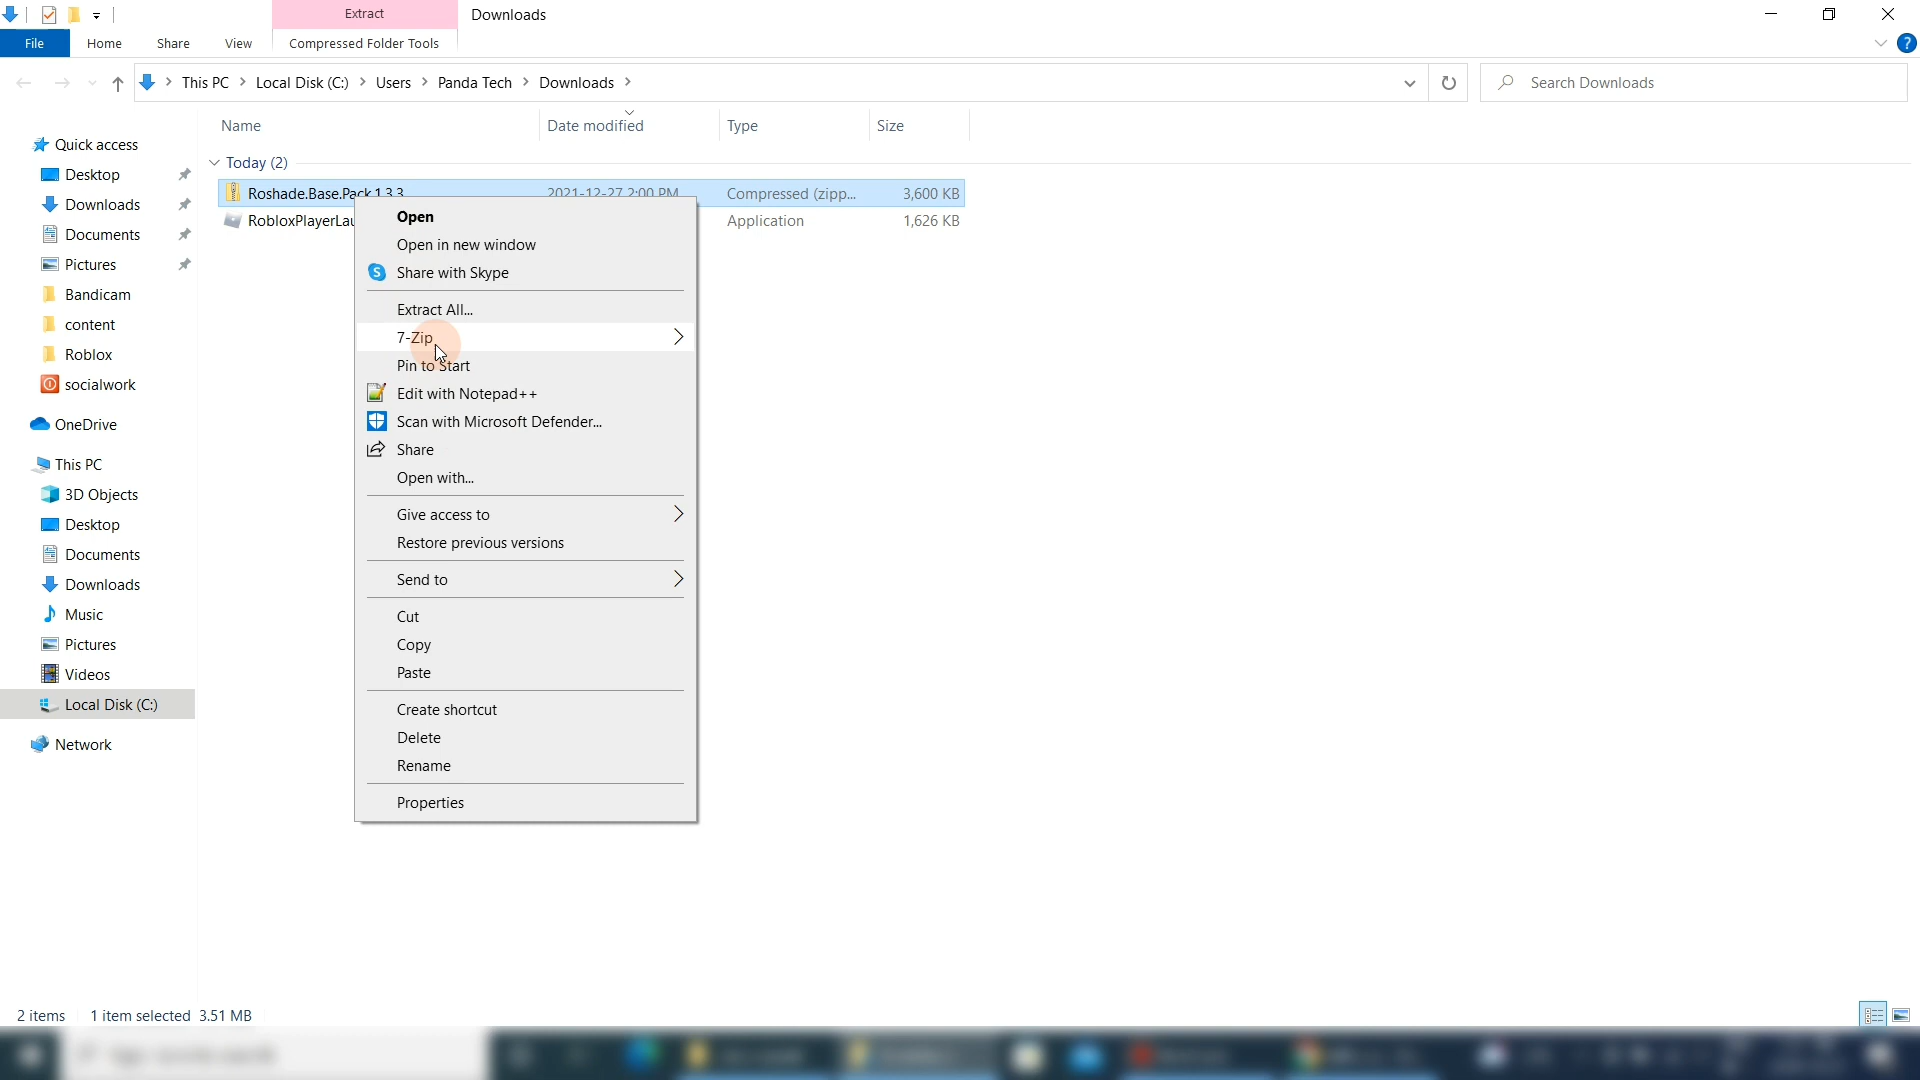 Extract
Downloads
File
Home
Share
View
Compressed Folder Tools
?
This PC
Local Disk (C:)
Users
Panda Tech
Downloads
Search Downloads
Name
Date modified
Type
Size
Quick access
Desktop
Downloads
Documents
Pictures
Bandicam
content
Roblox
socialwork
OneDrive
This PC
3D Objects
Desktop
Documents
Downloads
Music
Pictures
Videos
Local Disk (C:)
Network
Today (2)
Roshade.Base.Pack.1.3.3 2021-12-27 2:00 PM Compressed (zipp... 3,600 KB
RobloxPlayerLau Application 1,626 KB
Open
Open in new window
Share with Skype
Extract All...
7-Zip
Pin to Start
Edit with Notepad++
Scan with Microsoft Defender...
Share
Open with...
Give access to
Restore previous versions
Send to
Cut
Copy
Paste
Create shortcut
Delete
Rename
Properties
2 items 1 item selected 3.51 MB